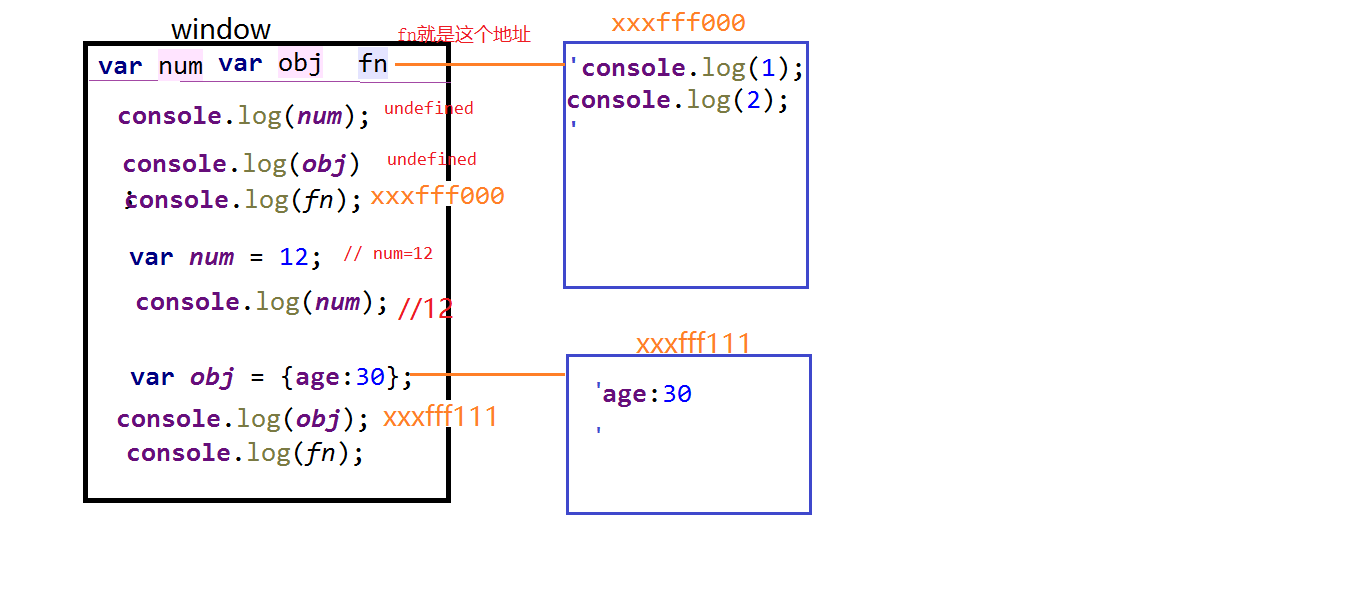 window
fn就是这个地址
xxxfff000
var num var obj fn
'console.log(1);
console.log(2);
'
console.log(num); undefined
console.log(obj) undefined
;
console.log(fn); xxxfff000
var num = 12; // num=12
console.log(num); //12
xxxfff111
var obj = {age:30};
'age:30
'
console.log(obj); xxxfff111
console.log(fn);